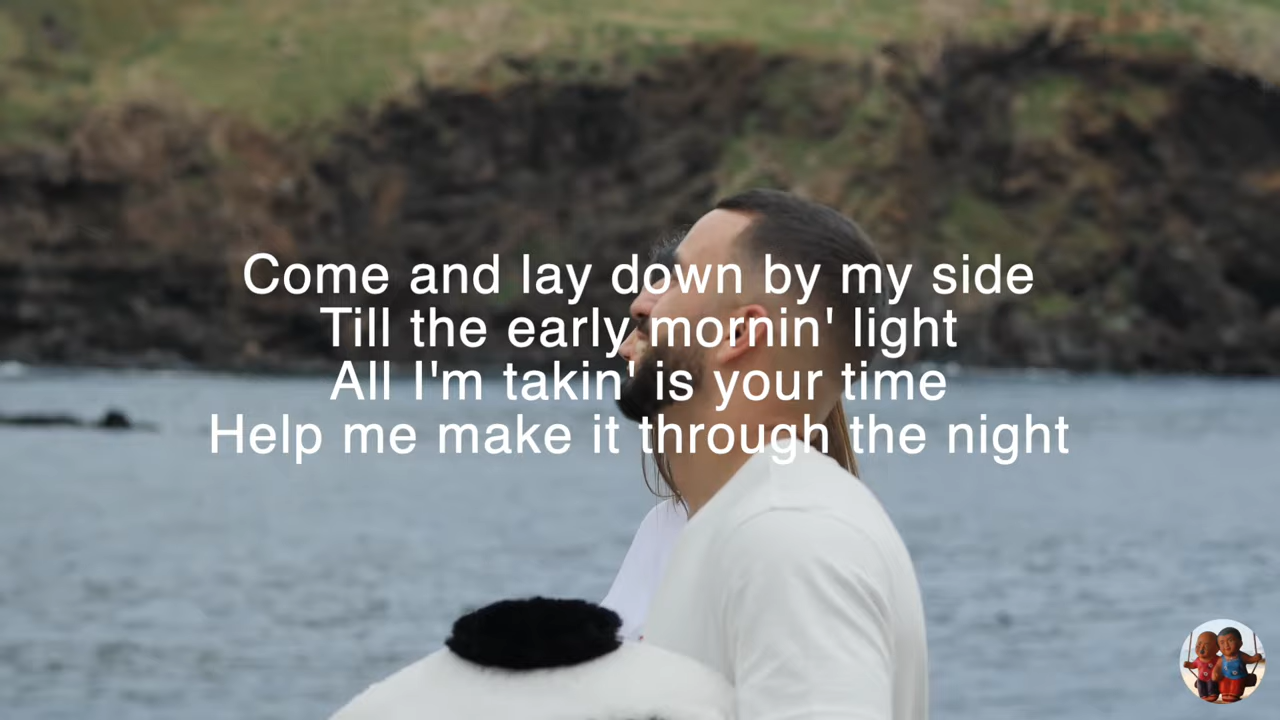 Come and lay down by my side
Till the early mornin' light
All I'm takin' is your time
Help me make it through the night